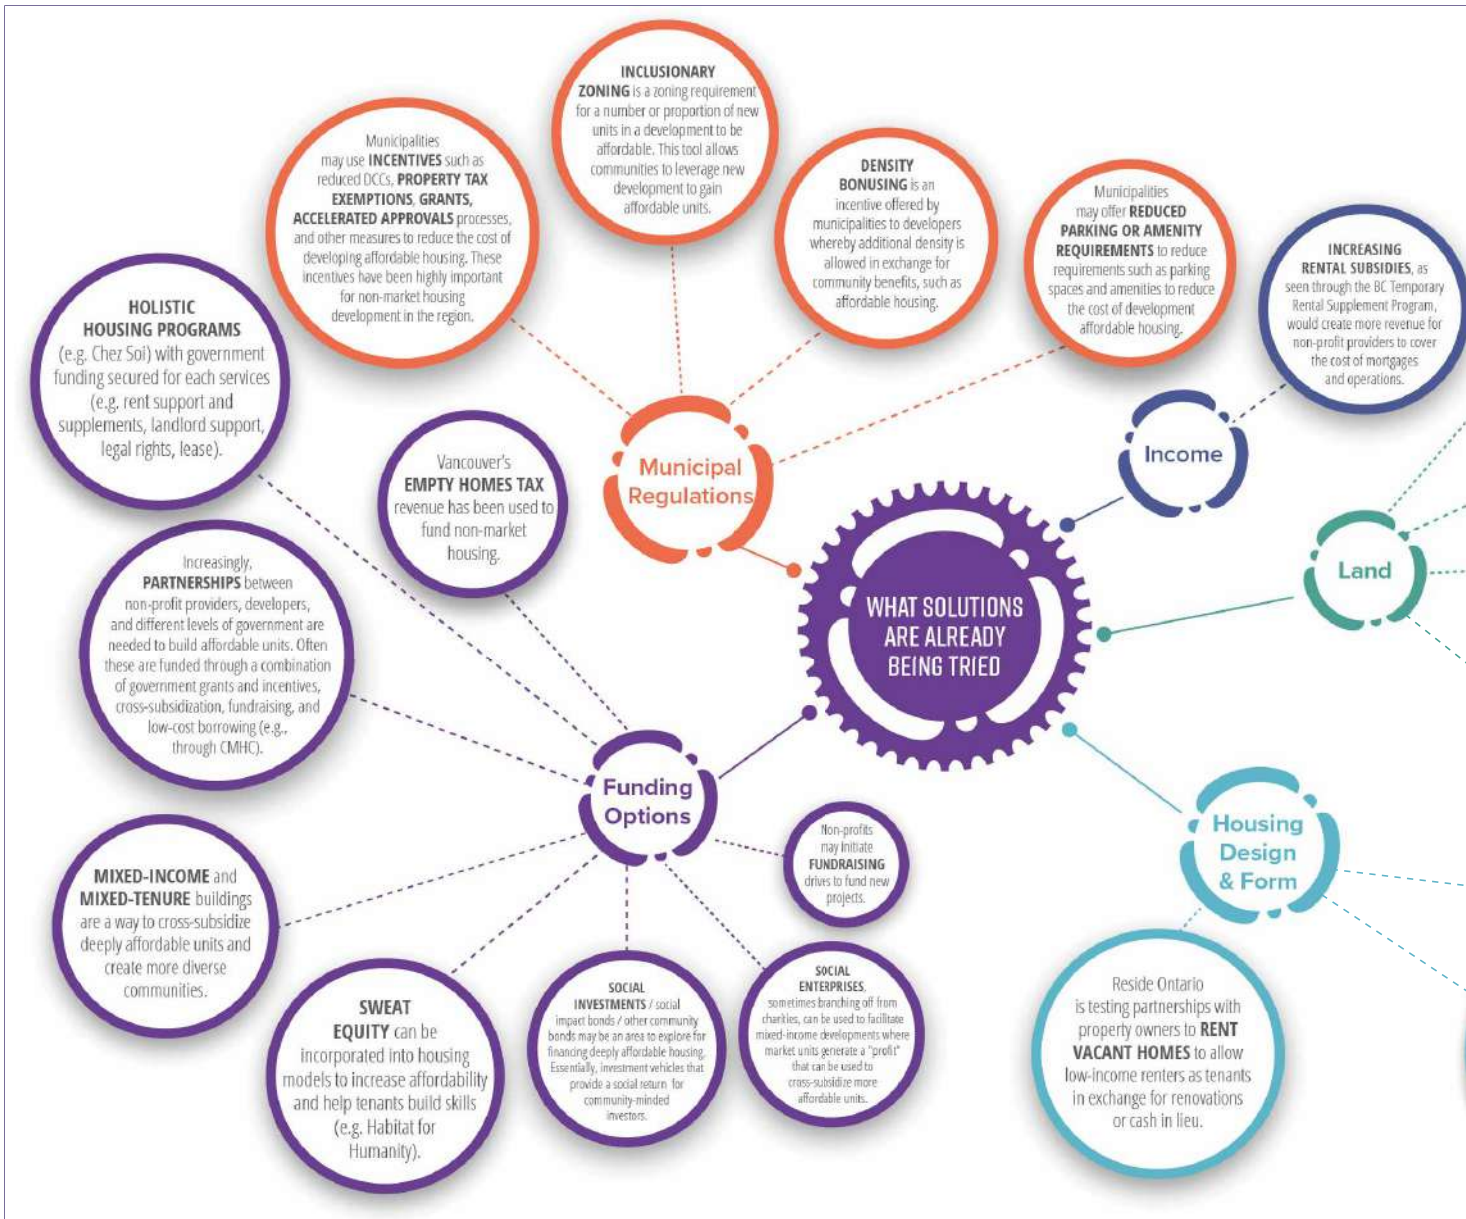 INCLUSIONARY
ZONING is a zoning requirement
for a number or proportion of new
units in a development to be
affordable. This tool allows
communities to leverage new
development to gain
affordable units.
Municipalities
may use INCENTIVES such as
reduced DCCs, PROPERTY TAX
EXEMPTIONS, GRANTS,
ACCELERATED APPROVALS processes,
and other measures to reduce the cost of
developing affordable housing. These
incentives have been highly important
for non-market housing
development in the region.
DENSITY
BONUSING is an
incentive offered by
municipalities to developers
whereby additional density is
allowed in exchange for
community benefits, such as
affordable housing.
Municipalities
may offer REDUCED
PARKING OR AMENITY
REQUIREMENTS to reduce
requirements such as parking
spaces and amenities to reduce
the cost of development
affordable housing.
INCREASING
RENTAL SUBSIDIES, as
seen through the BC Temporary
Rental Supplement Program,
would create more revenue for
non-profit providers to cover
the cost of mortgages
and operations.
HOLISTIC
HOUSING PROGRAMS
(e.g. Chez Soi) with government
funding secured for each services
(e.g. rent support and
supplements, landlord support,
legal rights, lease).
Vancouver's
EMPTY HOMES TAX
revenue has been used to
fund non-market
housing.
Municipal
Regulations
Income
Land
Increasingly,
PARTNERSHIPS between
non-profit providers, developers,
and different levels of government are
needed to build affordable units. Often
these are funded through a combination
of government grants and incentives,
cross-subsidization, fundraising, and
low-cost borrowing (e.g.,
through CMHC).
WHAT SOLUTIONS
ARE ALREADY
BEING TRIED
Funding
Options
Housing
Design
& Form
Non-profits
may initiate
FUNDRAISING
drives to fund new
projects.
MIXED-INCOME and
MIXED-TENURE buildings
are a way to cross-subsidize
deeply affordable units and
create more diverse
communities.
SWEAT
EQUITY can be
incorporated into housing
models to increase affordability
and help tenants build skills
(e.g. Habitat for
Humanity).
SOCIAL
INVESTMENTS / social
impact bonds / other community
bonds may be an area to explore for
financing deeply affordable housing.
Essentially, investment vehicles that
provide a social return for
community-minded
investors.
SOCIAL
ENTERPRISES,
sometimes branching off from
charities, can be used to facilitate
mixed-income developments where
market units generate a "profit"
that can be used to
cross-subsidize more
affordable units.
Reside Ontario
is testing partnerships with
property owners to RENT
VACANT HOMES to allow
low-income renters as tenants
in exchange for renovations
or cash in lieu.